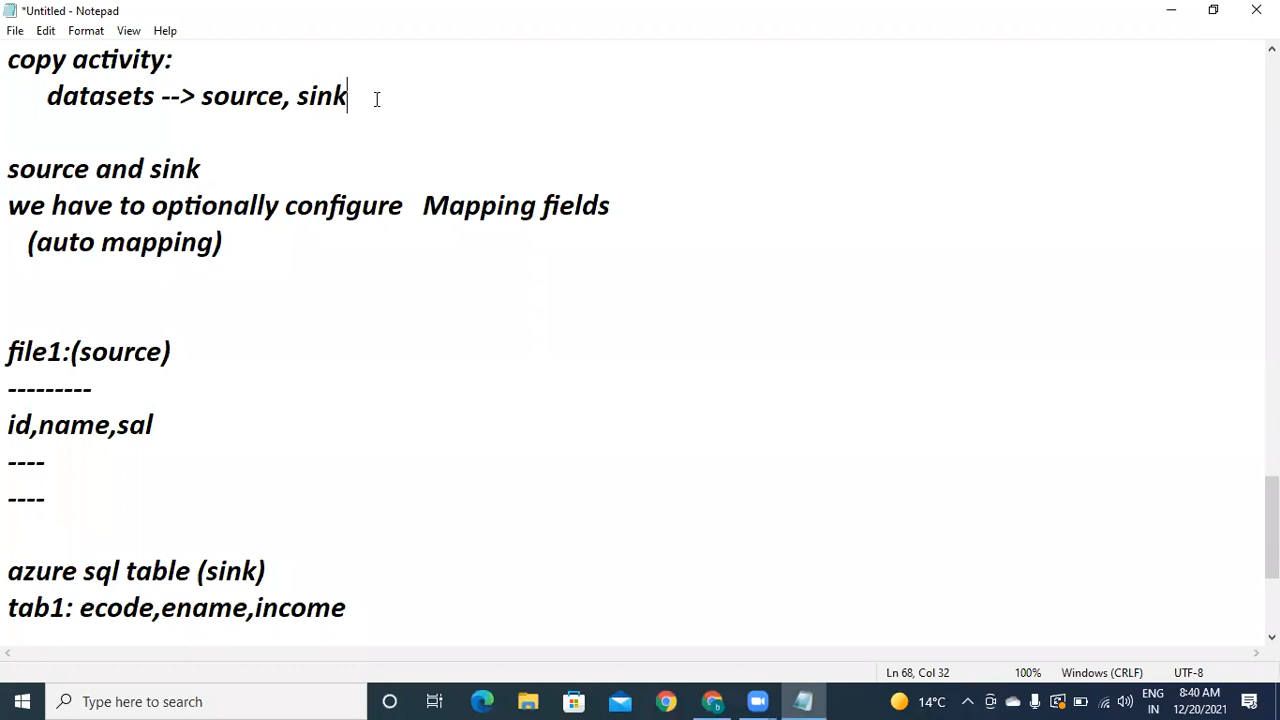 *Untitled - Notepad
File Edit Format View Help
copy activity:
datasets --> source, sink
source and sink
we have to optionally configure Mapping fields
(auto mapping)
file1:(source)
---------
id,name,sal
----
----
azure sql table (sink)
tab1: ecode,ename,income
Ln 68, Col 32 100% Windows (CRLF) UTF-8
Type here to search
14°C
ENG
IN
8:40 AM
12/20/2021